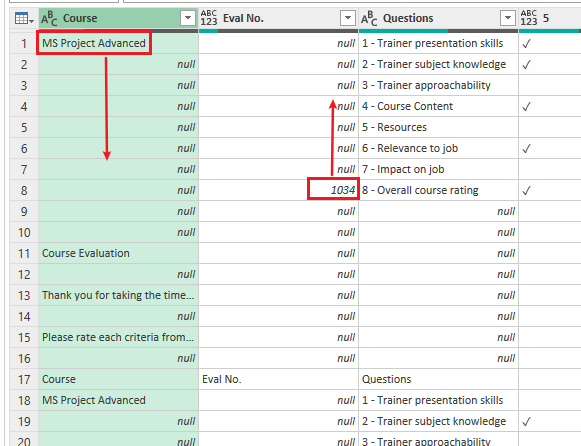 ABC Course ABC 123 Eval No. ABC Questions ABC 123 5
1 MS Project Advanced null 1 - Trainer presentation skills ✓
2 null null 2 - Trainer subject knowledge ✓
3 null null 3 - Trainer approachability
4 null null 4 - Course Content ✓
5 null null 5 - Resources
6 null null 6 - Relevance to job ✓
7 null null 7 - Impact on job
8 null 1034 8 - Overall course rating ✓
9 null null null
10 null null null
11 Course Evaluation null null
12 null null null
13 Thank you for taking the time... null null
14 null null null
15 Please rate each criteria from... null null
16 null null null
17 Course Eval No. Questions
18 MS Project Advanced null 1 - Trainer presentation skills
19 null null 2 - Trainer subject knowledge ✓
20 null null 3 - Trainer approachability